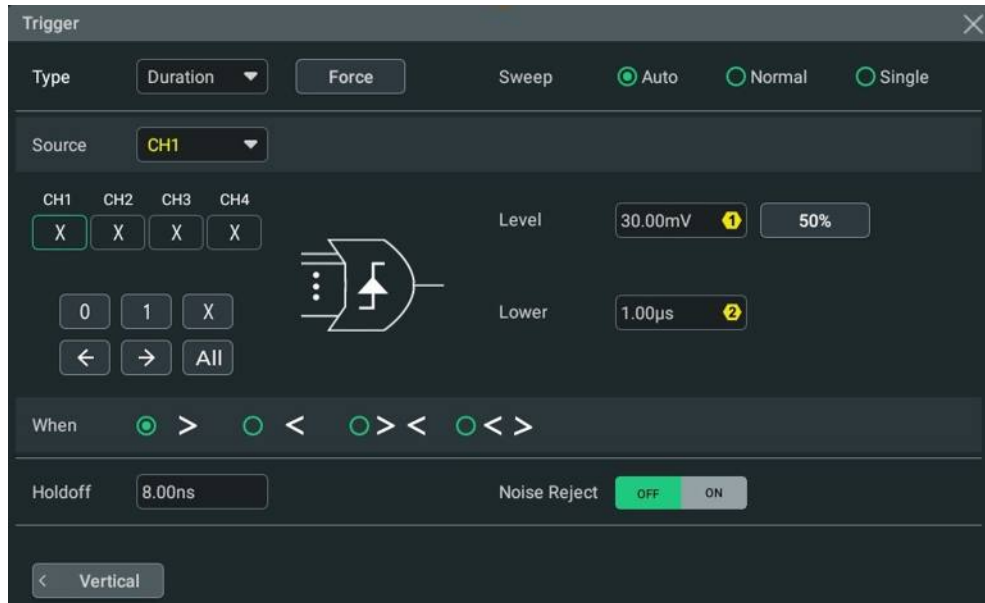 Trigger
Type Duration Force Sweep Auto Normal Single
Source CH1
CH1 CH2 CH3 CH4
X X X X
Level 30.00mV 1 50%
0 1 X
Lower 1.00µs 2
← → All
When > < > < < >
Holdoff 8.00ns Noise Reject OFF ON
< Vertical